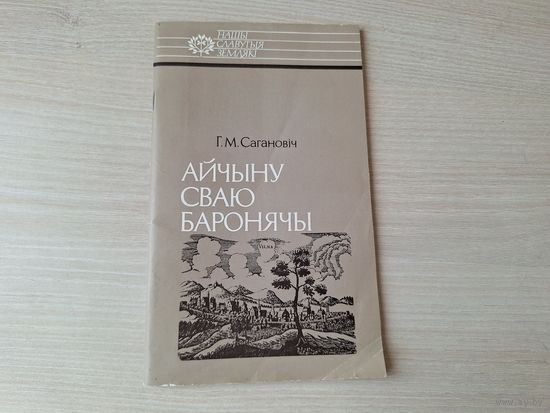 НАШЫ
СЛАВУТЫЯ
ЗЕМЛЯКІ
Г. М. Сагановіч
АЙЧЫНУ
СВАЮ
БАРОНЯЧЫ